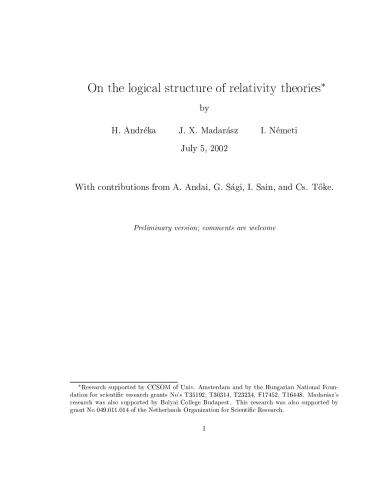 On the logical structure of relativity theories*
by
H. Andréka J. X. Madarász I. Németi
July 5, 2002
With contributions from A. Andai, G. Sági, I. Sain, and Cs. Tőke.
Preliminary version; comments are welcome
*Research supported by CCSOM of Univ. Amsterdam and by the Hungarian National Foun-
dation for scientific research grants No's T35192, T30314, T23234, F17452, T16448. Madarász's
research was also supported by Bolyai College Budapest. This research was also supported by
grant No 049.011.014 of the Netherlands Organization for Scientific Research.
1